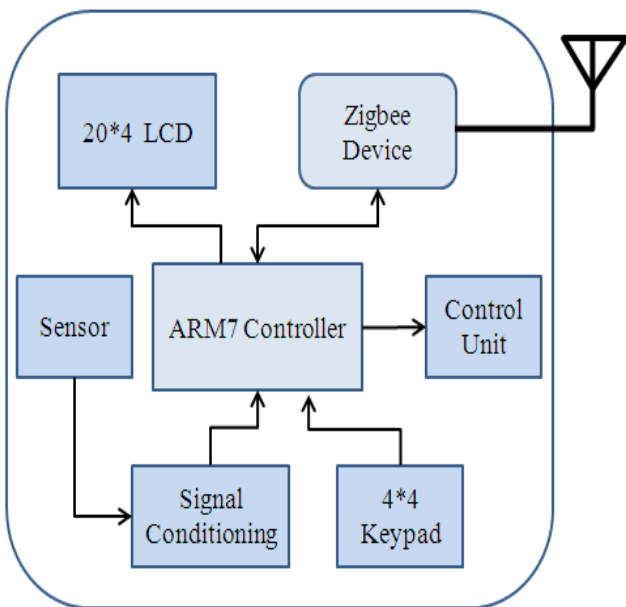 20*4 LCD
Zigbee
Device
Sensor
ARM7 Controller
Control
Unit
Signal
Conditioning
4*4
Keypad